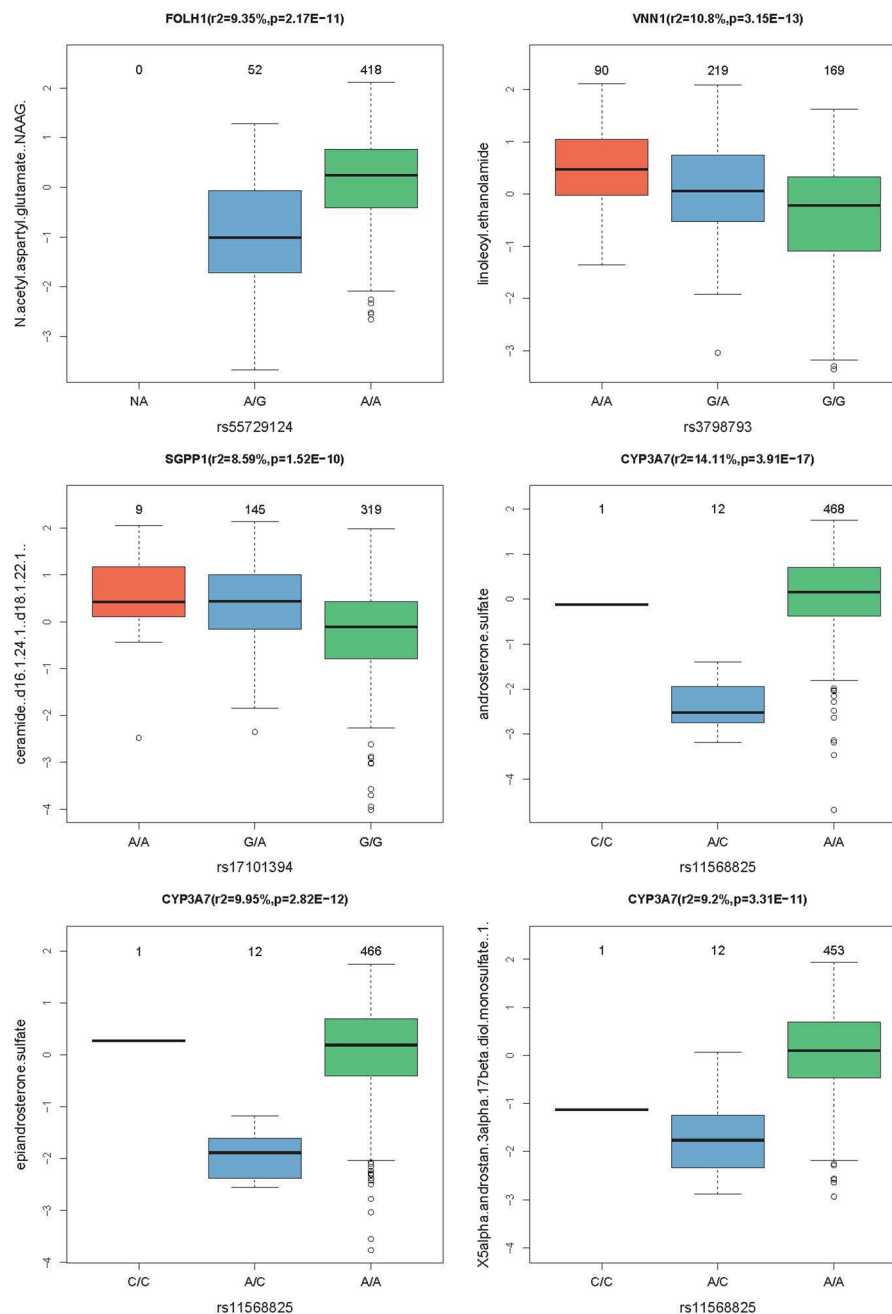 FOLH1(r2=9.35%,p=2.17E−11)
N.acetyl.aspartyl.glutamate..NAAG.
2
1
0
−1
−2
−3
0
52
418
NA
A/G
A/A
rs55729124
VNN1(r2=10.8%,p=3.15E−13)
linoleoyl.ethanolamide
2
1
0
−1
−2
−3
90
219
169
A/A
G/A
G/G
rs3798793
SGPP1(r2=8.59%,p=1.52E−10)
ceramide..d16.1.24.1..d18.1.22.1..
2
1
0
−1
−2
−3
−4
9
145
319
A/A
G/A
G/G
rs17101394
CYP3A7(r2=14.11%,p=3.91E−17)
androsterone.sulfate
2
1
0
−1
−2
−3
−4
1
12
468
C/C
A/C
A/A
rs11568825
CYP3A7(r2=9.95%,p=2.82E−12)
epiandrosterone.sulfate
2
1
0
−1
−2
−3
−4
1
12
466
C/C
A/C
A/A
rs11568825
CYP3A7(r2=9.2%,p=3.31E−11)
X5alpha.androstan.3alpha.17beta.diol.monosulfate..1.
2
1
0
−1
−2
−3
−4
1
12
453
C/C
A/C
A/A
rs11568825